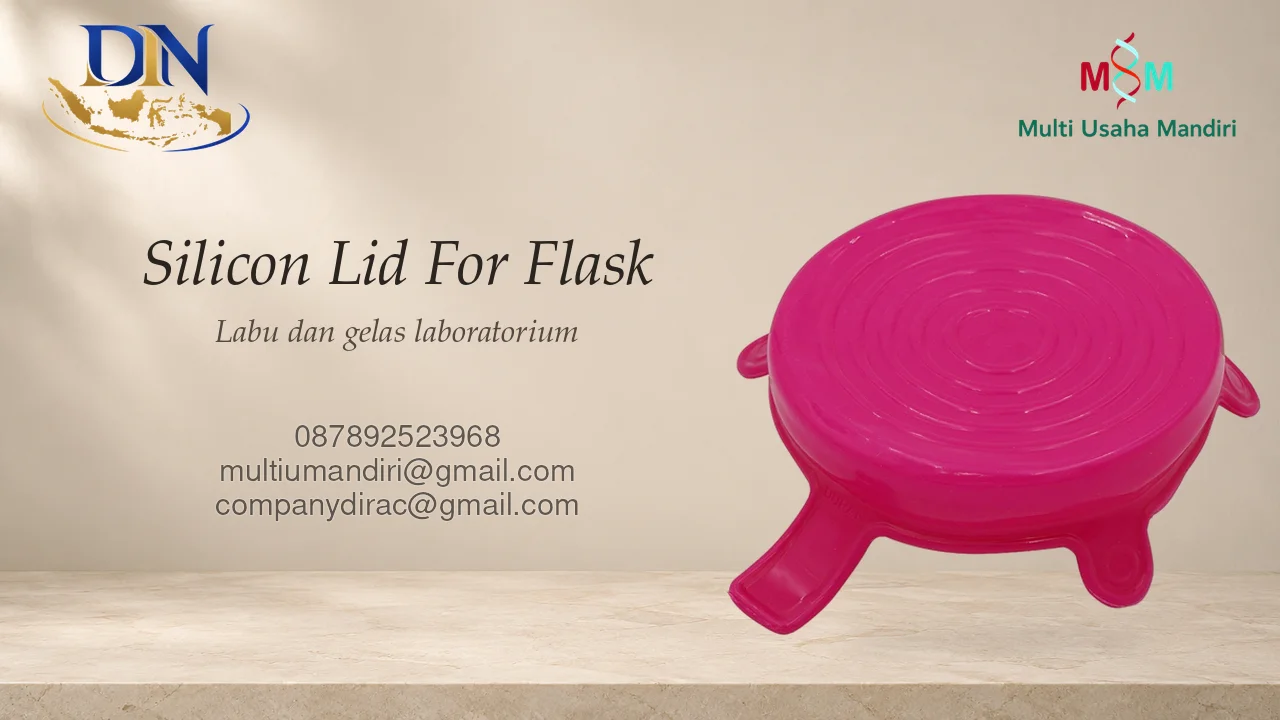 DN
M M
Multi Usaha Mandiri
Silicon Lid For Flask
Labu dan gelas laboratorium
087892523968
multiumandiri@gmail.com
companydirac@gmail.com